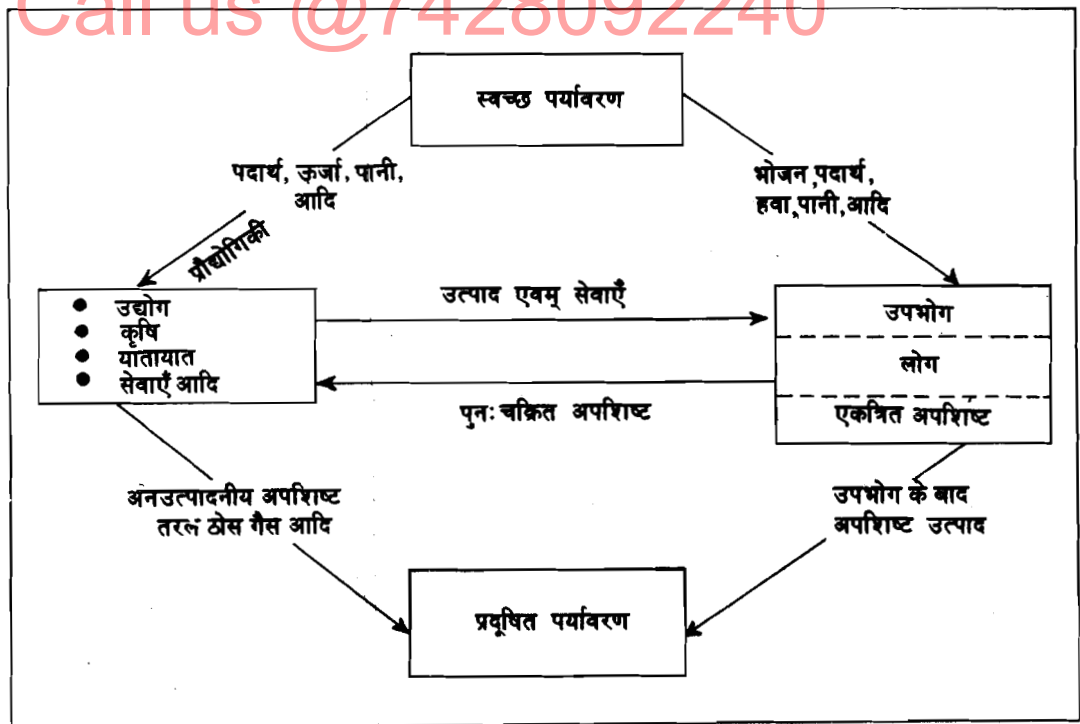 Call us @7428092240
स्वच्छ पर्यावरण
पदार्थ, ऊर्जा, पानी,
आदि
भोजन, पदार्थ,
हवा, पानी, आदि
प्रौद्योगिकी
• उद्योग
• कृषि
• यातायात
• सेवाएँ आदि
उत्पाद एवम् सेवाएँ
उपभोग
लोग
एकत्रित अपशिष्ट
पुनः चक्रित अपशिष्ट
अनउत्पादनीय अपशिष्ट
तरल ठोस गैस आदि
उपभोग के बाद
अपशिष्ट उत्पाद
प्रदूषित पर्यावरण